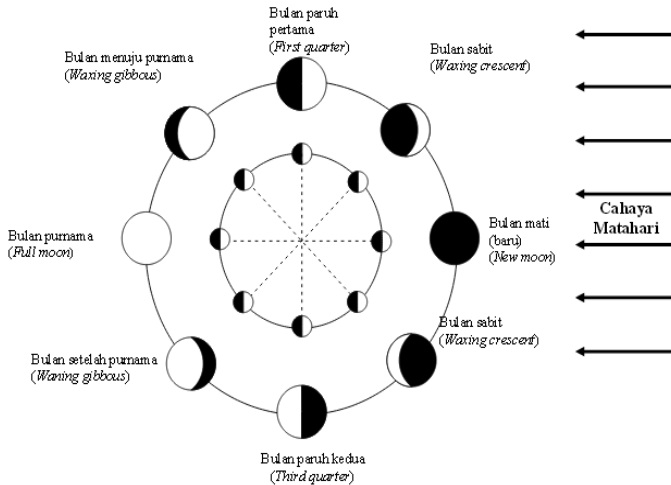 Bulan paruh
pertama
(First quarter)
Bulan menuju purnama
(Waxing gibbous)
Bulan sabit
(Waxing crescent)
Bulan purnama
(Full moon)
Bulan mati
(baru)
(New moon)
Cahaya
Matahari
Bulan setelah purnama
(Waning gibbous)
Bulan sabit
(Waxing crescent)
Bulan paruh kedua
(Third quarter)